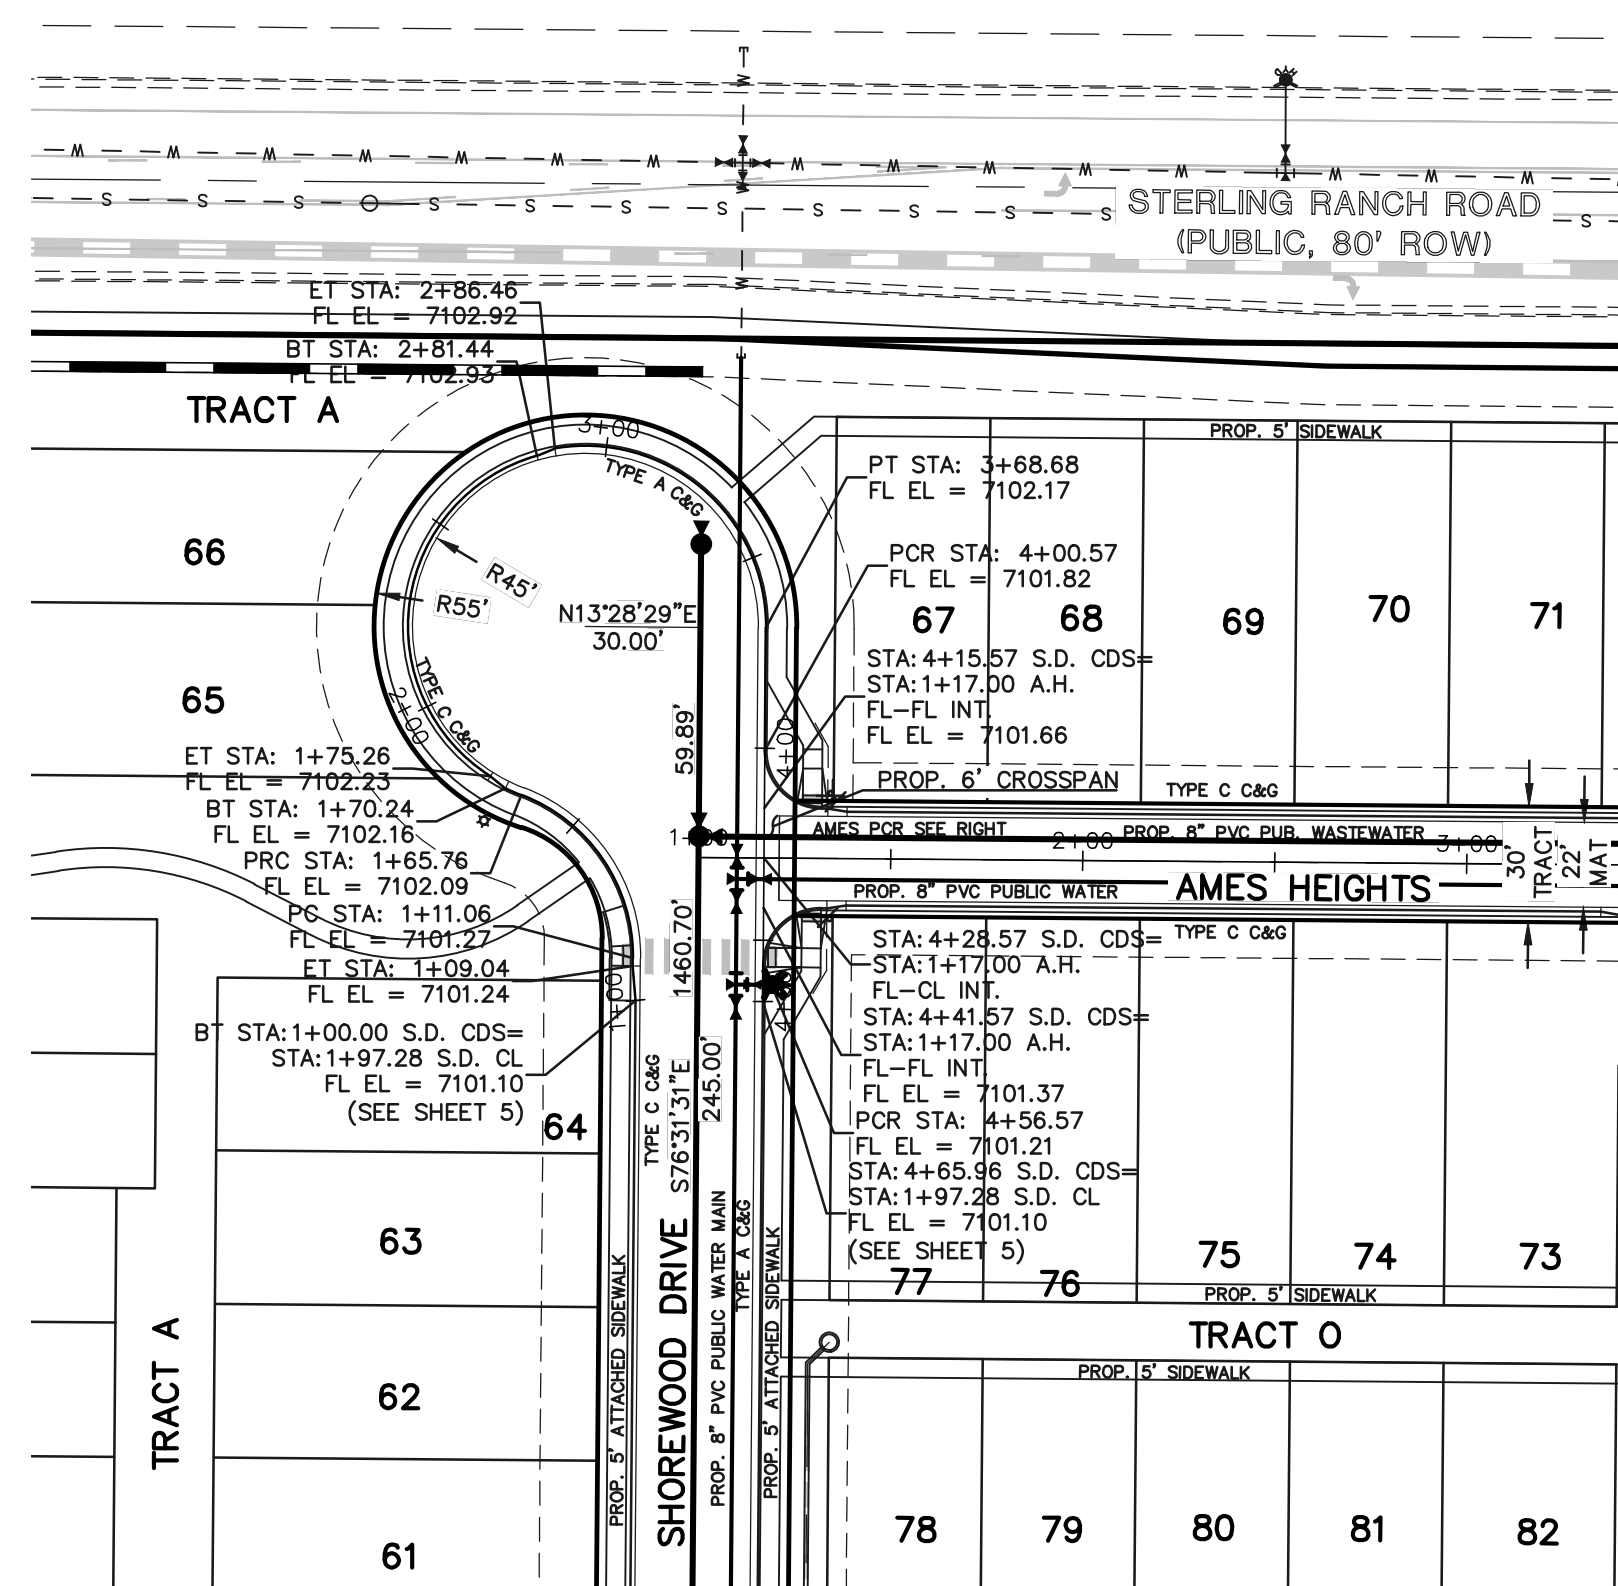 STERLING RANCH ROAD
(PUBLIC, 80' ROW)
ET STA: 2+86.46
FL EL = 7102.92
BT STA: 2+81.44
FL EL = 7102.93
TRACT A
3+00
TYPE A C&G
PROP. 5' SIDEWALK
PT STA: 3+68.68
FL EL = 7102.17
PCR STA: 4+00.57
FL EL = 7101.82
66
R45'
R55'
N13°28'29"E
30.00'
67
68
69
70
71
STA: 4+15.57 S.D. CDS=
STA: 1+17.00 A.H.
FL-FL INT.
FL EL = 7101.66
65
2+00
TYPE C C&G
59.89'
4+00
ET STA: 1+75.26
FL EL = 7102.23
BT STA: 1+70.24
FL EL = 7102.16
PRC STA: 1+65.76
FL EL = 7102.09
PC STA: 1+11.06
FL EL = 7101.27
ET STA: 1+09.04
FL EL = 7101.24
BT STA: 1+00.00 S.D. CDS=
STA: 1+97.28 S.D. CL
FL EL = 7101.10
(SEE SHEET 5)
PROP. 6' CROSSPAN
TYPE C C&G
AMES PCR SEE RIGHT
2+00
PROP. 8" PVC PUB. WASTEWATER
3+00
30'
TRACT
22'
MAT
PROP. 8" PVC PUBLIC WATER
AMES HEIGHTS
TYPE C C&G
STA: 4+28.57 S.D. CDS=
STA: 1+17.00 A.H.
FL-CL INT.
STA: 4+41.57 S.D. CDS=
STA: 1+17.00 A.H.
FL-FL INT.
FL EL = 7101.37
PCR STA: 4+56.57
FL EL = 7101.21
STA: 4+65.96 S.D. CDS=
STA: 1+97.28 S.D. CL
FL EL = 7101.10
(SEE SHEET 5)
1+00
1460.70'
245.00'
S76°31'31"E
TYPE C C&G
64
63
62
61
TRACT A
PROP. 5' ATTACHED SIDEWALK
SHOREWOOD DRIVE
PROP. 8" PVC PUBLIC WATER MAIN
TYPE A C&G
PROP. 5' ATTACHED SIDEWALK
77
76
75
74
73
PROP. 5' SIDEWALK
TRACT O
PROP. 5' SIDEWALK
78
79
80
81
82